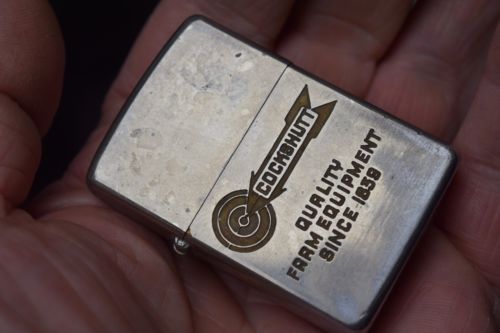 COCKSHUTT
QUALITY
FARM EQUIPMENT
SINCE 1839